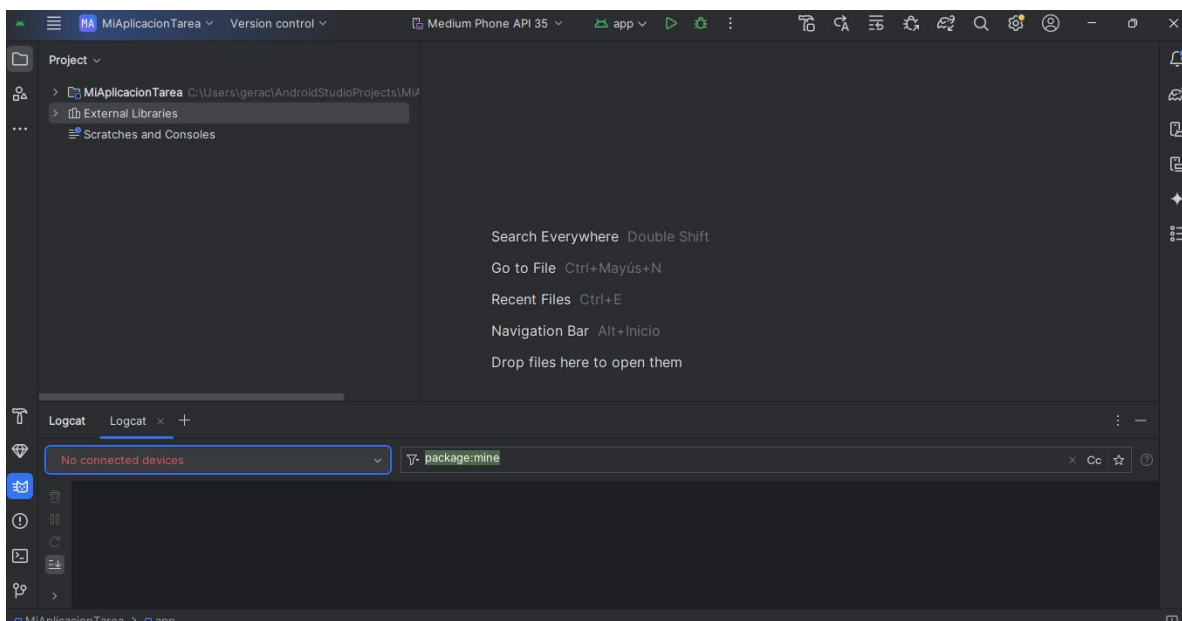 MA MiAplicacionTarea Version control Medium Phone API 35 app
Project
MiAplicacionTarea C:\Users\gerac\AndroidStudioProjects\MiA
External Libraries
Scratches and Consoles
Search Everywhere Double Shift
Go to File Ctrl+Mayús+N
Recent Files Ctrl+E
Navigation Bar Alt+Inicio
Drop files here to open them
Logcat Logcat
No connected devices package:mine Cc
MiAplicacionTarea > app